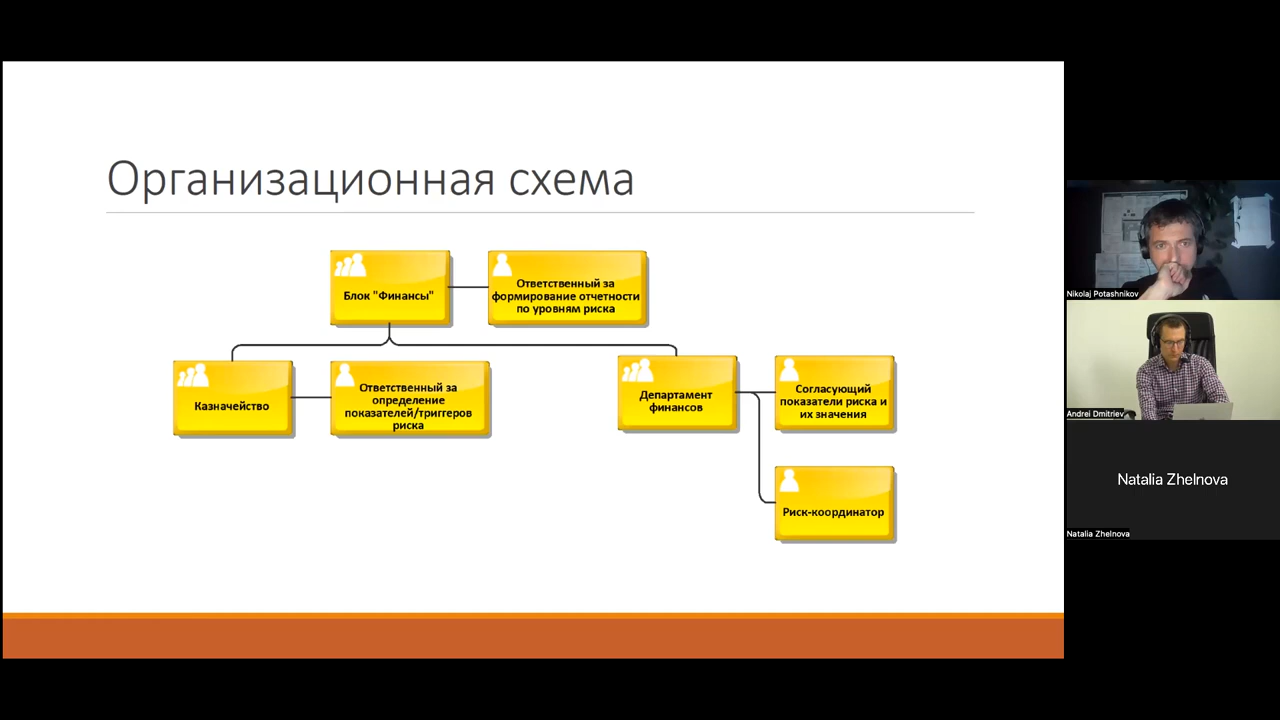 Организационная схема
Блок "Финансы"
Ответственный за
формирование отчетности
по уровням риска
Казначейство
Ответственный за
определение
показателей/триггеров
риска
Департамент
финансов
Согласующий
показатели риска и
их значения
Риск-координатор
Nikolaj Potashnikov
Andrei Dmitriev
Natalia Zhelnova
Natalia Zhelnova